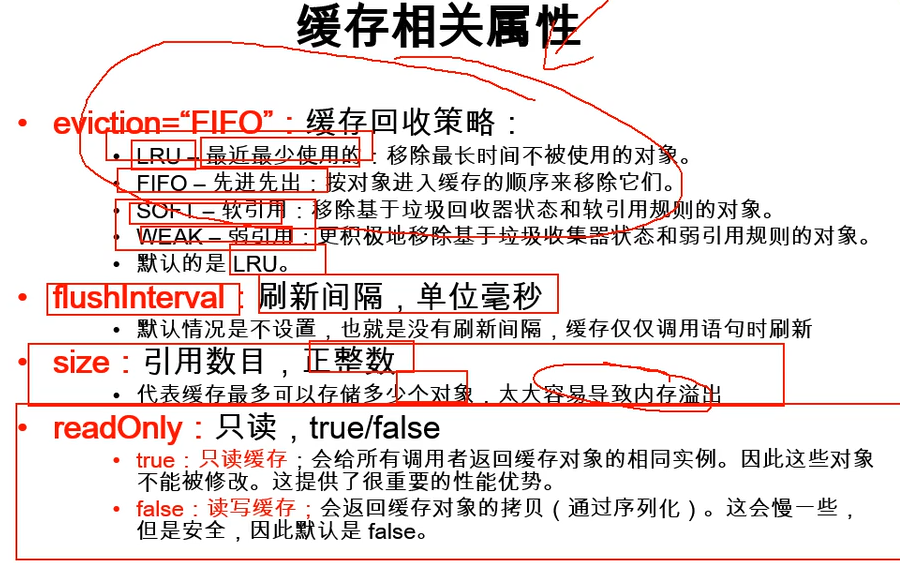 缓存相关属性
• eviction=“FIFO”：缓存回收策略：
• LRU – 最近最少使用的：移除最长时间不被使用的对象。
• FIFO – 先进先出：按对象进入缓存的顺序来移除它们。
• SOFT – 软引用：移除基于垃圾回收器状态和软引用规则的对象。
• WEAK – 弱引用：更积极地移除基于垃圾收集器状态和弱引用规则的对象。
• 默认的是 LRU。
• flushInterval：刷新间隔，单位毫秒
• 默认情况是不设置，也就是没有刷新间隔，缓存仅仅调用语句时刷新
• size：引用数目，正整数
• 代表缓存最多可以存储多少个对象，太大容易导致内存溢出
• readOnly：只读，true/false
• true：只读缓存；会给所有调用者返回缓存对象的相同实例。因此这些对象
不能被修改。这提供了很重要的性能优势。
• false：读写缓存；会返回缓存对象的拷贝（通过序列化）。这会慢一些，
但是安全，因此默认是 false。